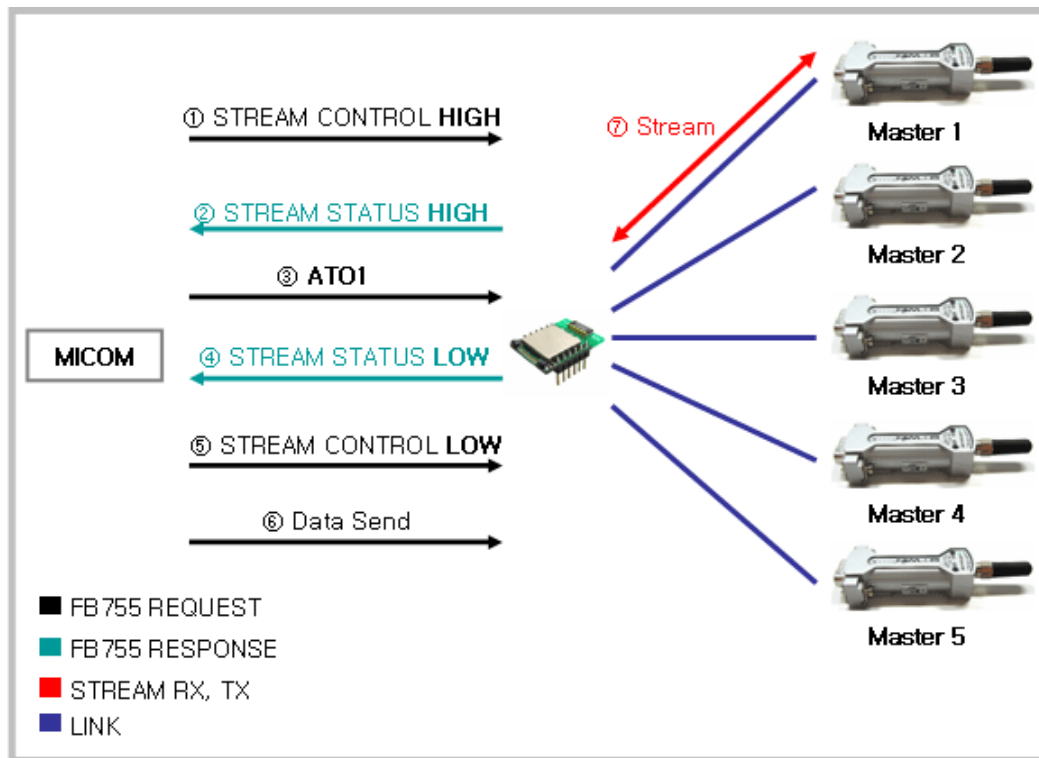 ① STREAM CONTROL HIGH
② STREAM STATUS HIGH
③ ATO1
MICOM
④ STREAM STATUS LOW
⑤ STREAM CONTROL LOW
⑥ Data Send
⑦ Stream
Master 1
Master 2
Master 3
Master 4
Master 5
FB755 REQUEST
FB755 RESPONSE
STREAM RX, TX
LINK